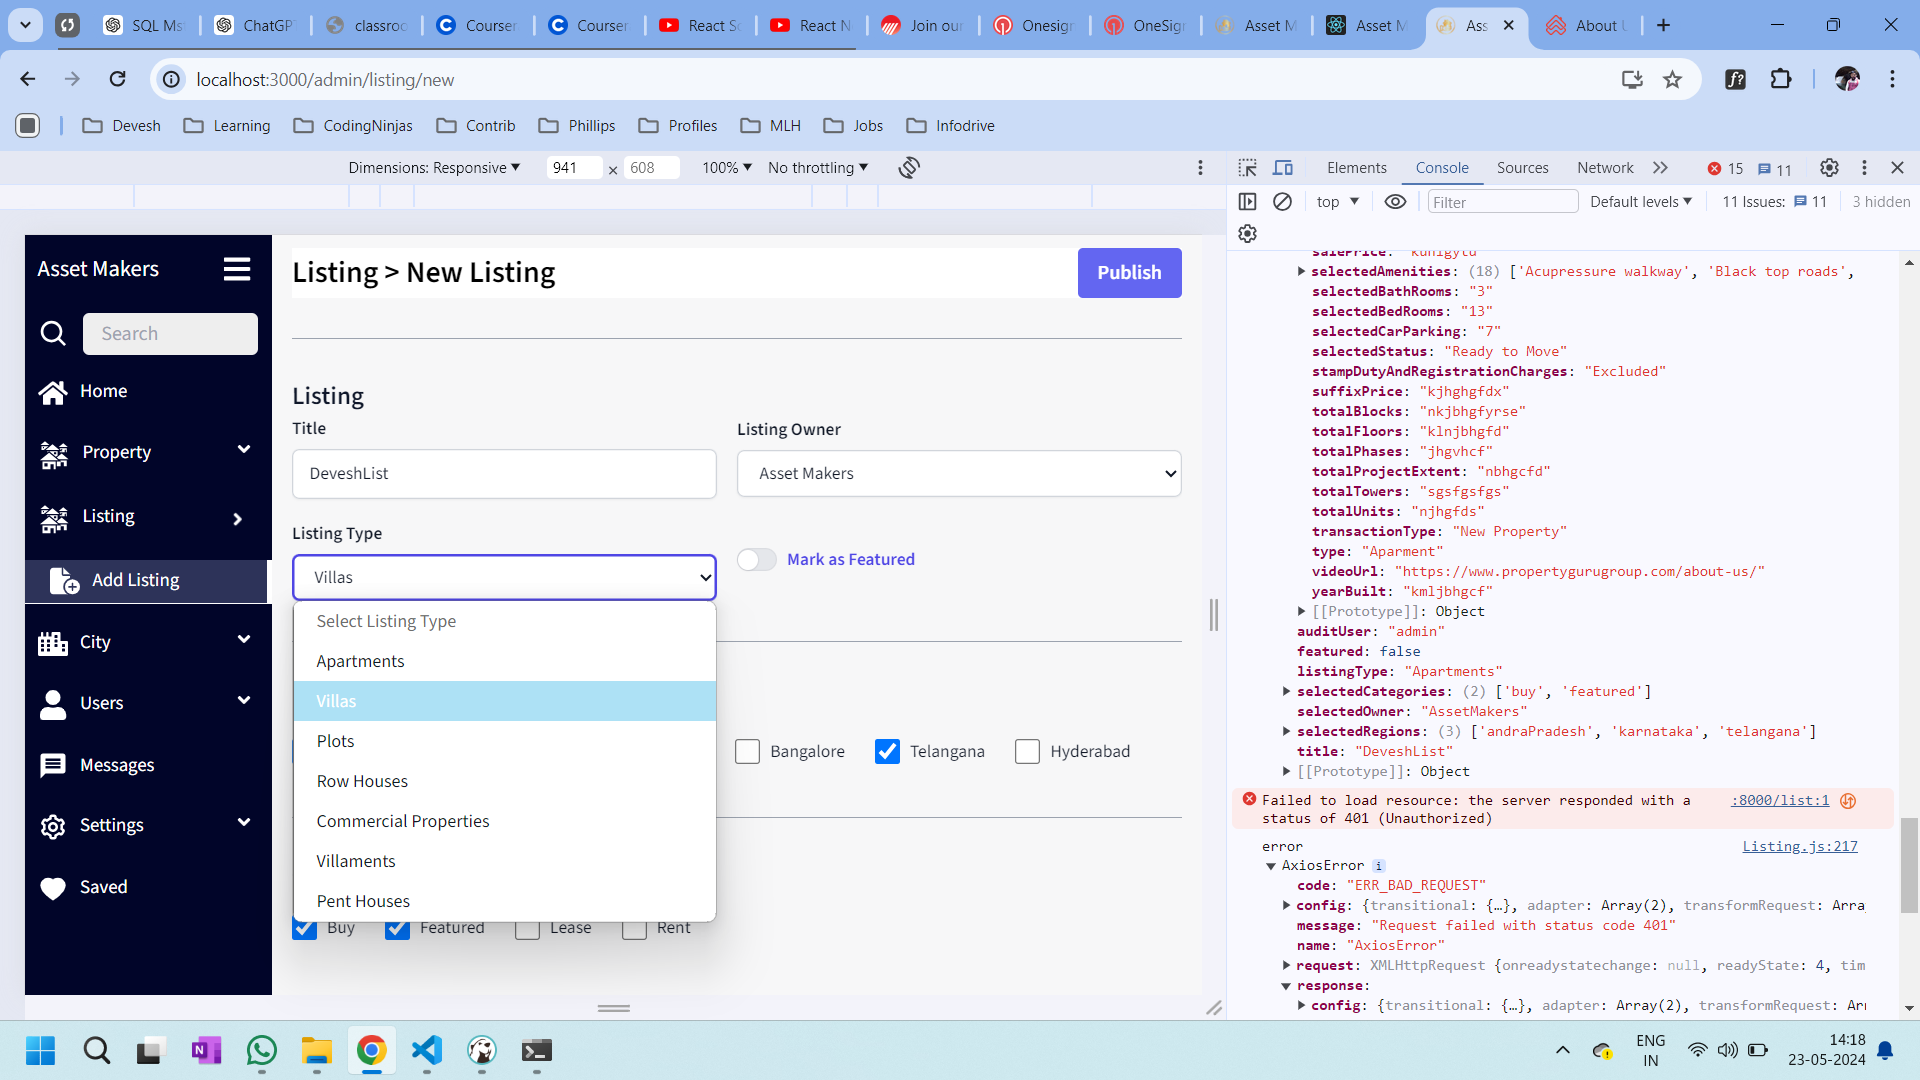 SQL Ms
ChatGP
classroo
Courser
Courser
React Sc
React N
Join our
Onesign
OneSign
Asset M
Asset M
Ass
About U
localhost:3000/admin/listing/new
Devesh
Learning
CodingNinjas
Contrib
Phillips
Profiles
MLH
Jobs
Infodrive
Dimensions: Responsive
941 x 608
100%
No throttling
Elements
Console
Sources
Network
15
11
top
Filter
Default levels
11 Issues: 11
3 hidden
Asset Makers
Search
Home
Property
Listing
Add Listing
City
Users
Messages
Settings
Saved
Listing > New Listing
Publish
Listing
Title
DeveshList
Listing Owner
Asset Makers
Listing Type
Villas
Mark as Featured
Select Listing Type
Apartments
Villas
Plots
Row Houses
Commercial Properties
Villaments
Pent Houses
Bangalore
Telangana
Hyderabad
Buy
Featured
Lease
Rent
salePrice: "kuhigytu"
selectedAmenities: (18) ['Acupressure walkway', 'Black top roads',
selectedBathRooms: "3"
selectedBedRooms: "13"
selectedCarParking: "7"
selectedStatus: "Ready to Move"
stampDutyAndRegistrationCharges: "Excluded"
suffixPrice: "kjhghgfdx"
totalBlocks: "nkjbhgfyrse"
totalFloors: "klnjbhgfd"
totalPhases: "jhgvhcf"
totalProjectExtent: "nbhgcfd"
totalTowers: "sgsfgsfgs"
totalUnits: "njhgfds"
transactionType: "New Property"
type: "Aparment"
videoUrl: "https://www.propertygurugroup.com/about-us/"
yearBuilt: "kmljbhgcf"
[[Prototype]]: Object
auditUser: "admin"
featured: false
listingType: "Apartments"
selectedCategories: (2) ['buy', 'featured']
selectedOwner: "AssetMakers"
selectedRegions: (3) ['andraPradesh', 'karnataka', 'telangana']
title: "DeveshList"
[[Prototype]]: Object
Failed to load resource: the server responded with a :8000/list:1
status of 401 (Unauthorized)
error Listing.js:217
AxiosError i
code: "ERR_BAD_REQUEST"
config: {transitional: {…}, adapter: Array(2), transformRequest: Arra
message: "Request failed with status code 401"
name: "AxiosError"
request: XMLHttpRequest {onreadystatechange: null, readyState: 4, tim
response:
config: {transitional: {…}, adapter: Array(2), transformRequest: Arr
ENG
IN
14:18
23-05-2024